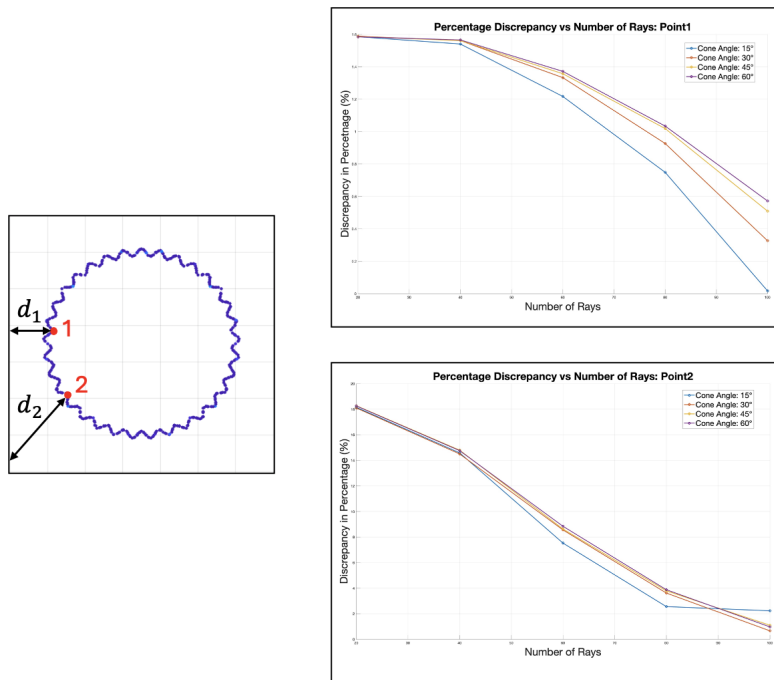 Percentage Discrepancy vs Number of Rays: Point1
Cone Angle: 15°
Cone Angle: 30°
Cone Angle: 45°
Cone Angle: 60°
Discrepancy in Percetnage (%)
Number of Rays
d₁
1
2
d₂
Percentage Discrepancy vs Number of Rays: Point2
Cone Angle: 15°
Cone Angle: 30°
Cone Angle: 45°
Cone Angle: 60°
Discrepancy in Percentage (%)
Number of Rays